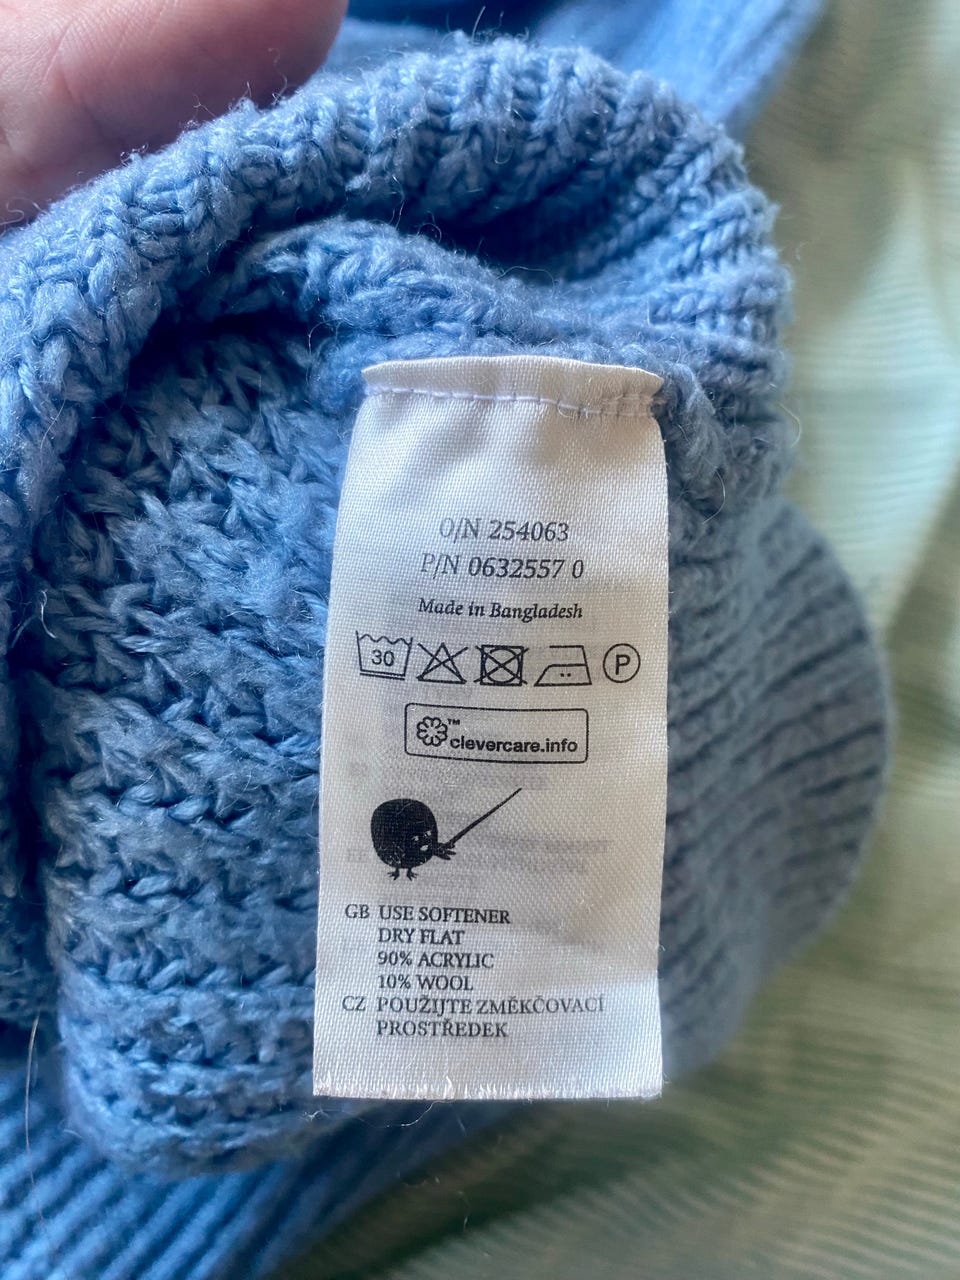 O/N 254063
P/N 0632557 0
Made in Bangladesh
30 P
™ clevercare.info
GB USE SOFTENER
DRY FLAT
90% ACRYLIC
10% WOOL
CZ POUŽIJTE ZMĚKČOVACÍ
PROSTŘEDEK